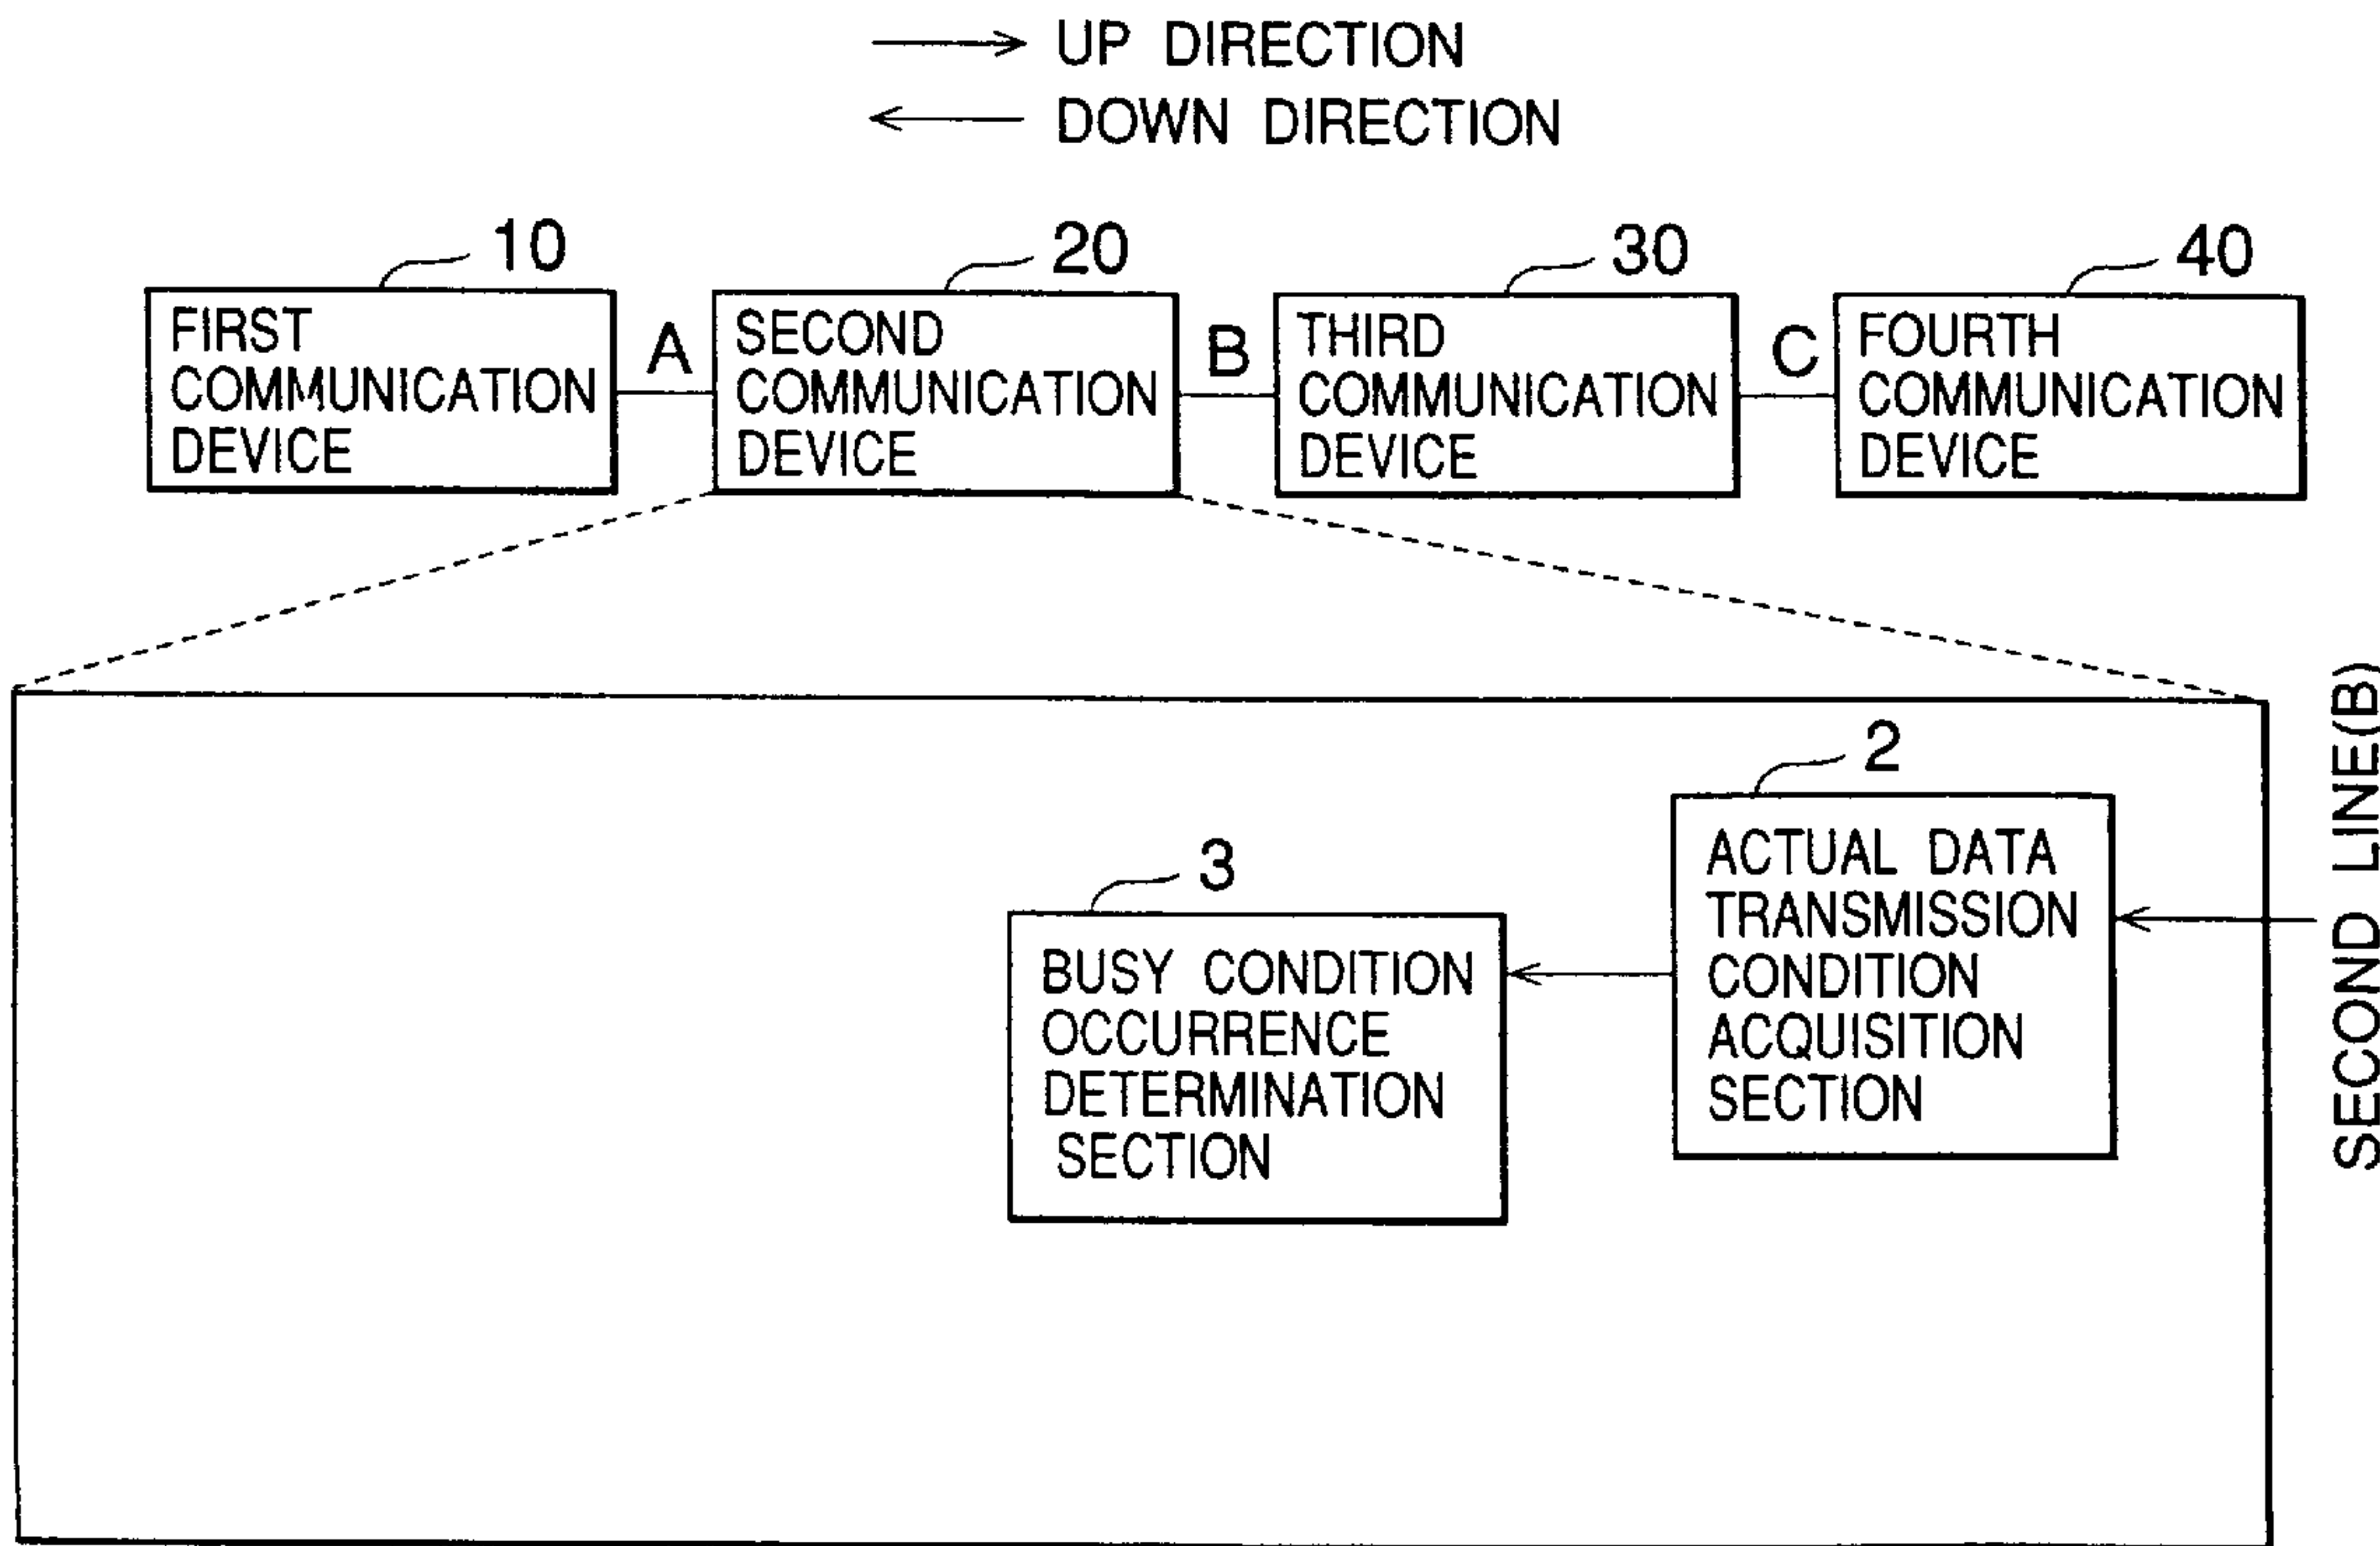 UP DIRECTION
DOWN DIRECTION
10
20
30
40
FIRST
COMMUNICATION
DEVICE
A
SECOND
COMMUNICATION
DEVICE
B
THIRD
COMMUNICATION
DEVICE
C
FOURTH
COMMUNICATION
DEVICE
2
ACTUAL DATA
TRANSMISSION
CONDITION
ACQUISITION
SECTION
3
BUSY CONDITION
OCCURRENCE
DETERMINATION
SECTION
SECOND LINE(B)